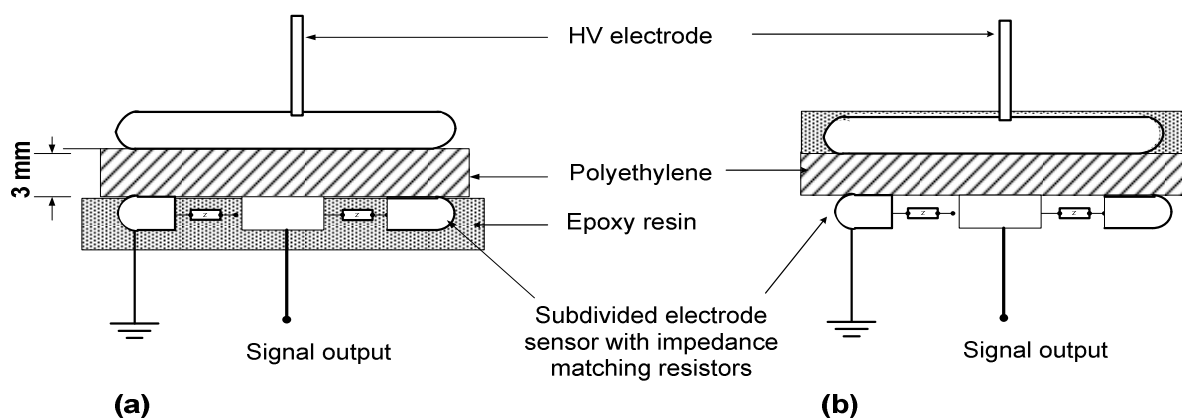 HV electrode
3 mm
Polyethylene
Epoxy resin
Z
Z
Z
Z
Subdivided electrode
sensor with impedance
matching resistors
Signal output
Signal output
(a)
(b)